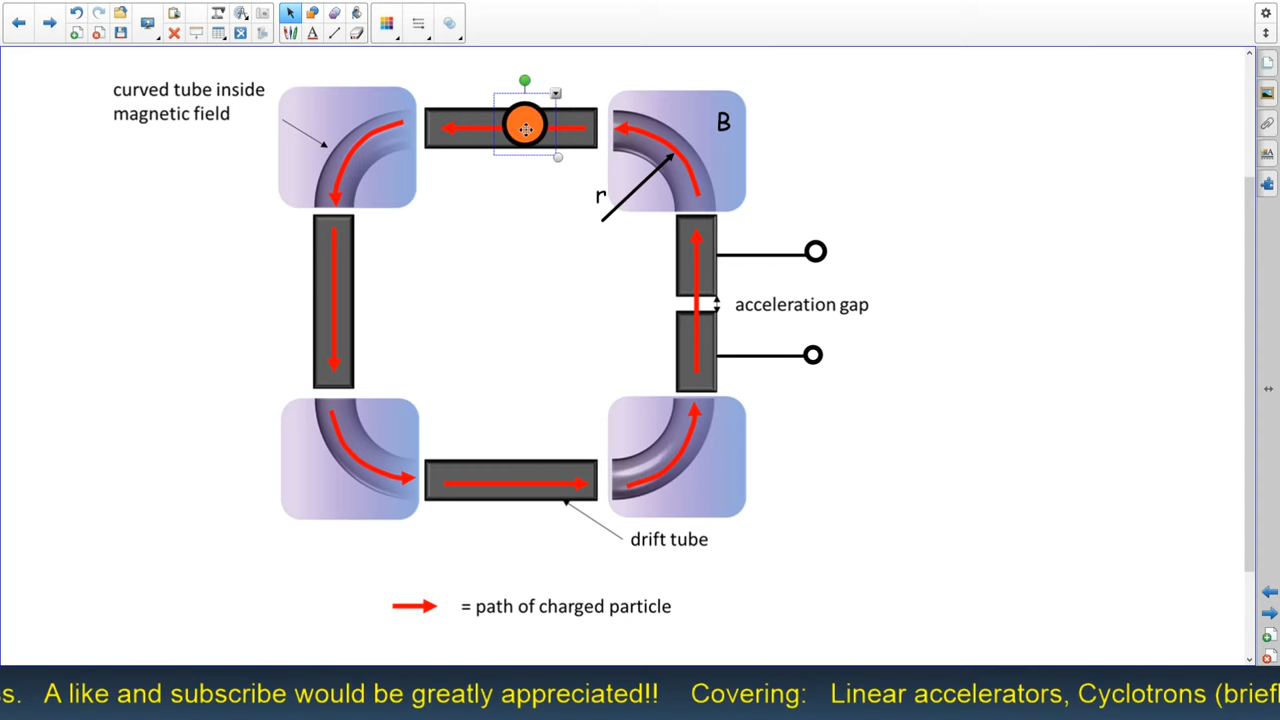 curved tube inside
magnetic field
B
r
acceleration gap
drift tube
= path of charged particle
s. A like and subscribe would be greatly appreciated!! Covering: Linear accelerators, Cyclotrons (briefl